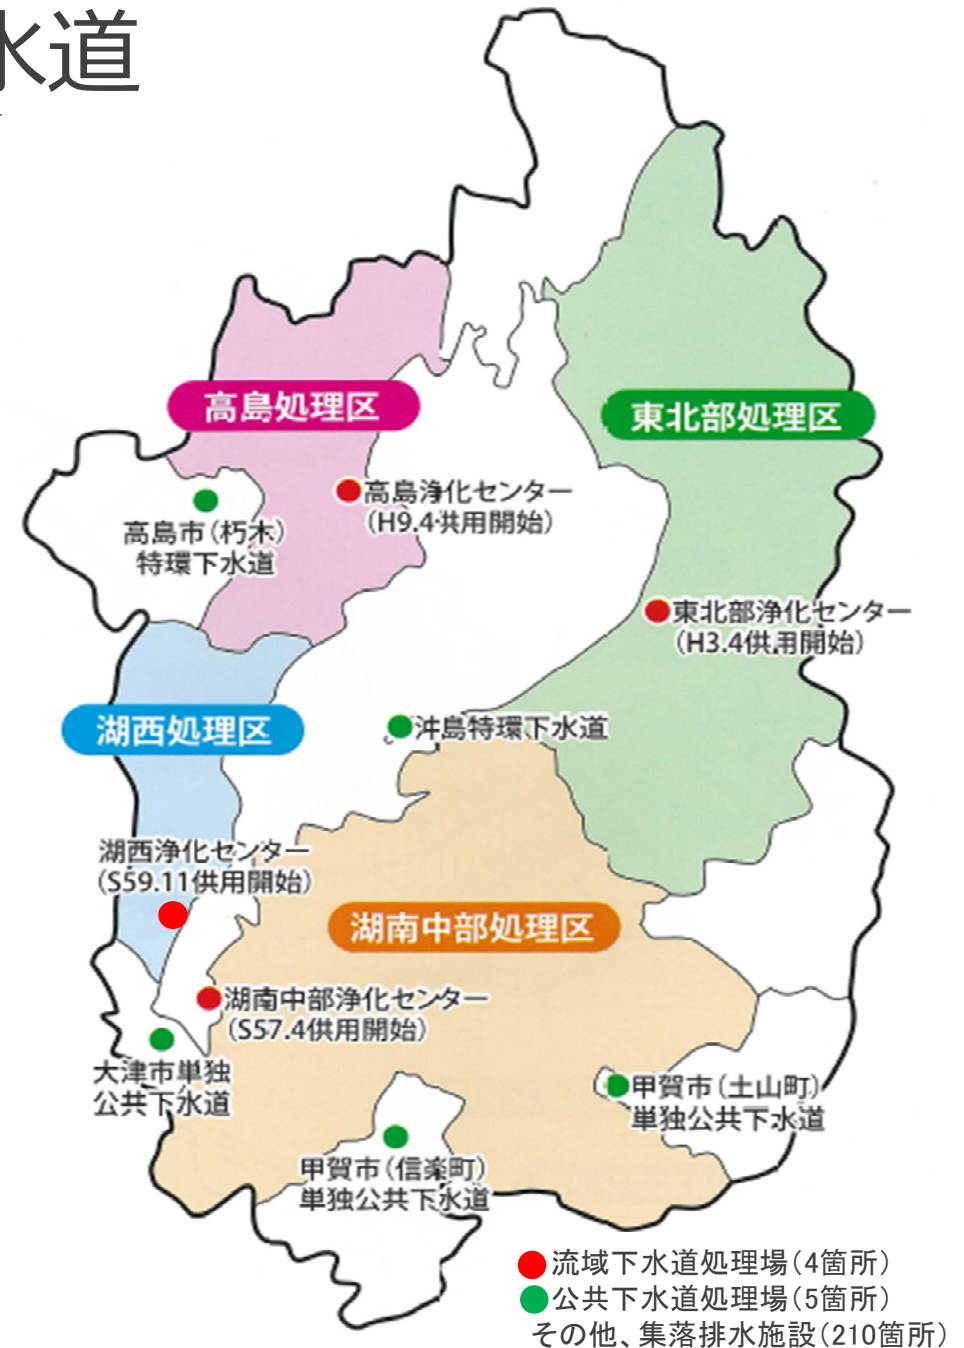 水道
高島処理区
東北部処理区
高島浄化センター
(H9.4共用開始)
高島市(朽木)
特環下水道
東北部浄化センター
(H3.4供用開始)
湖西処理区
沖島特環下水道
湖西浄化センター
(S59.11供用開始)
湖南中部処理区
湖南中部浄化センター
(S57.4供用開始)
大津市単独
公共下水道
甲賀市(土山町)
単独公共下水道
甲賀市(信楽町)
単独公共下水道
流域下水道処理場(4箇所)
公共下水道処理場(5箇所)
その他、集落排水施設(210箇所)